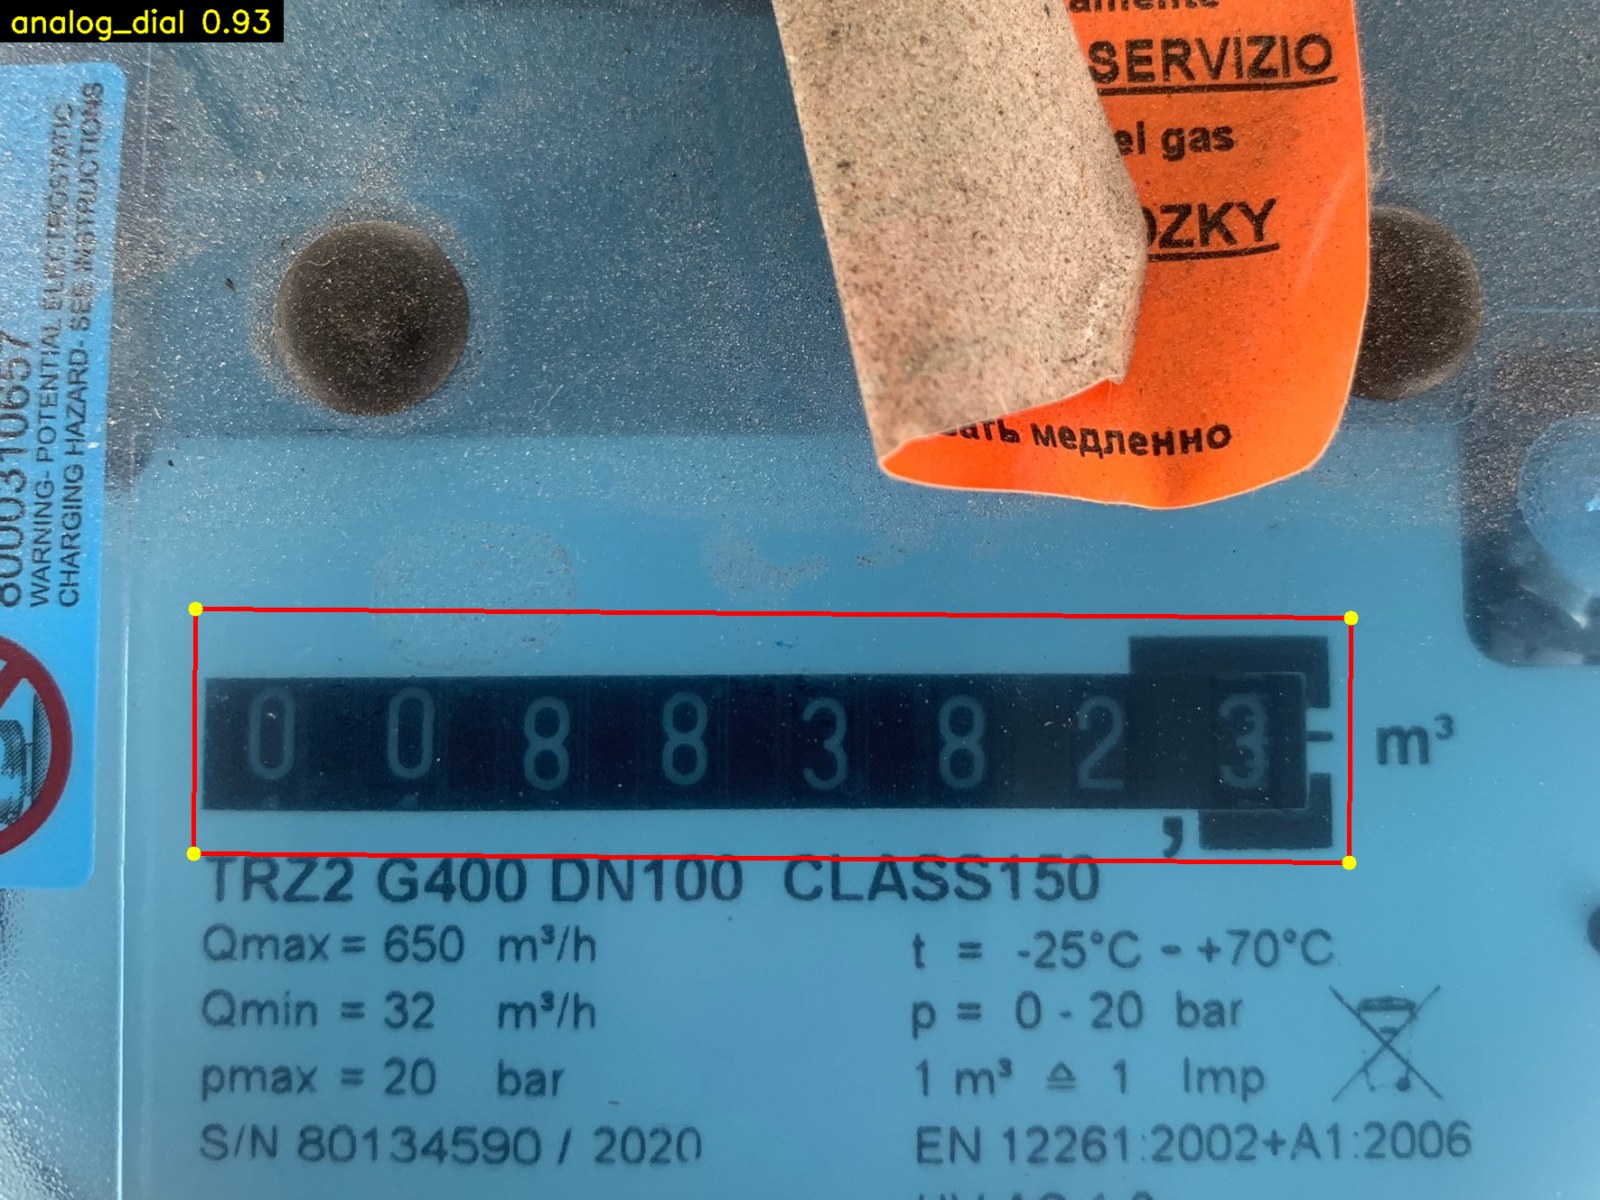 analog_dial 0.93
SERVIZIO
el gas
OZKY
медленно
8000310657
WARNING- POTENTIAL ELECTROSTATIC
CHARGING HAZARD- SEE INSTRUCTIONS
0 0 8 8 3 8 2 , 3 m³
TRZ2 G400 DN100 CLASS150
Qmax = 650 m³/h
t = -25°C - +70°C
Qmin = 32 m³/h
p = 0 - 20 bar
pmax = 20 bar
1 m³ ≙ 1 Imp
S/N 80134590 / 2020
EN 12261:2002+A1:2006